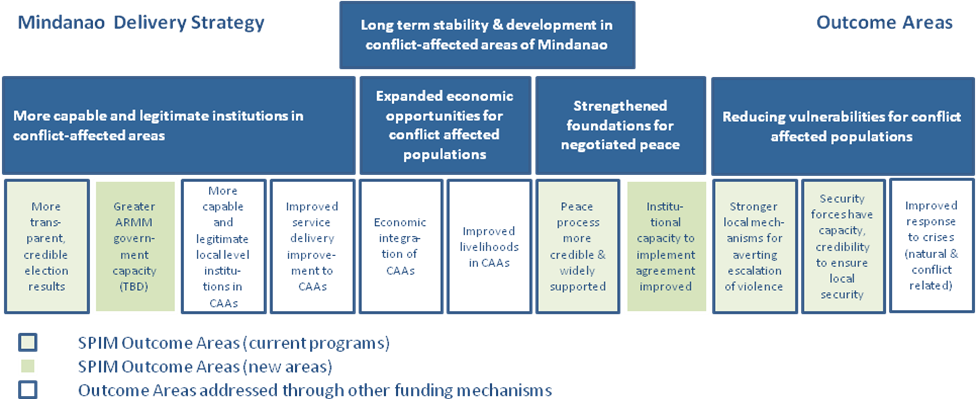 Mindanao Delivery Strategy
Long term stability & development in
conflict-affected areas of Mindanao
Outcome Areas
More capable and legitimate institutions in
conflict-affected areas
Expanded economic
opportunities for
conflict affected
populations
Strengthened
foundations for
negotiated peace
Reducing vulnerabilities for conflict
affected populations
More
trans-
parent,
credible
election
results
Greater
ARMM
govern-
ment
capacity
(TBD)
More
capable
and
legitimate
local level
institu-
tions in
CAAs
Improved
service
delivery
improve-
ment to
CAAs
Economic
integra-
tion of
CAAs
Improved
livelihoods
in CAAs
Peace
process
more
credible &
widely
supported
Institu-
tional
capacity to
implement
agreement
improved
Stronger
local mech-
anisms for
averting
escalation
of violence
Security
forces have
capacity,
credibility
to ensure
local
security
Improved
response
to crises
(natural &
conflict
related)
SPIM Outcome Areas (current programs)
SPIM Outcome Areas (new areas)
Outcome Areas addressed through other funding mechanisms